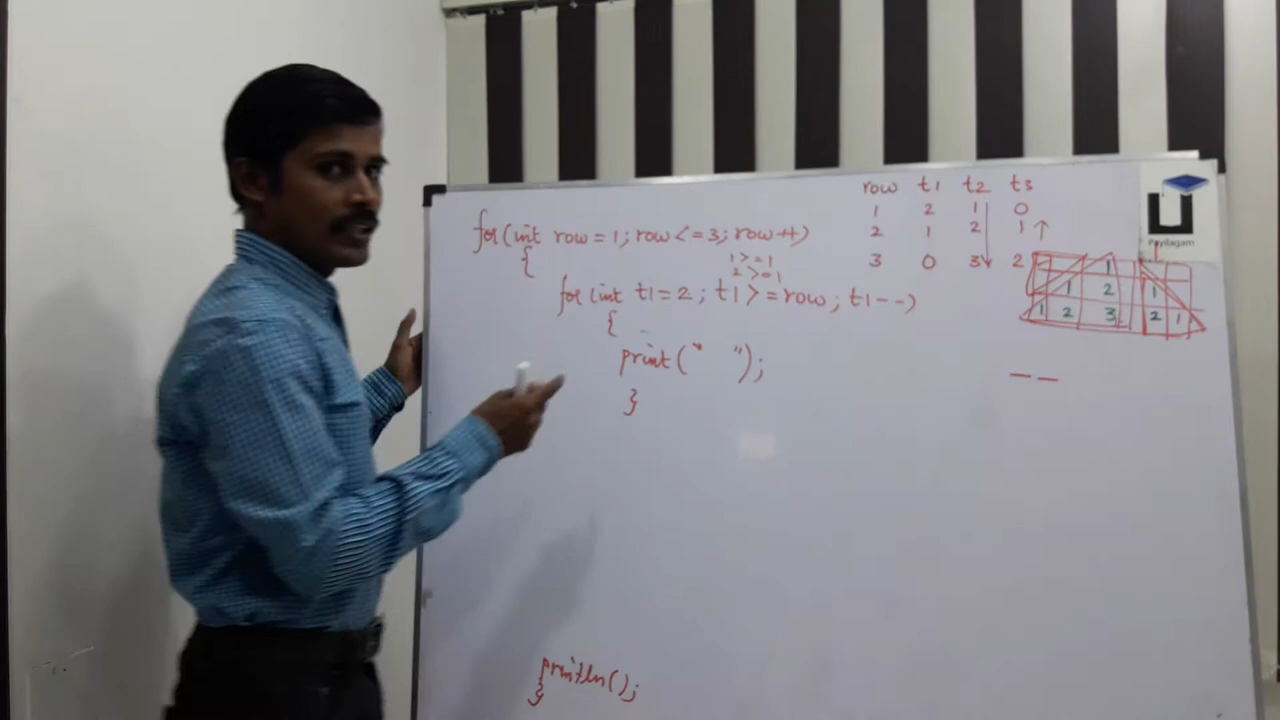 for(int row=1; row<=3; row++)
{
1>=1
2>=1
for(int t1=2; t1>=row; t1--)
{
print(" ");
}
println();
}
row t1 t2 t3
1 2 1 0
2 1 2 1
3 0 3 2
Payilagam
1
1 2 1
1 2 3 2 1